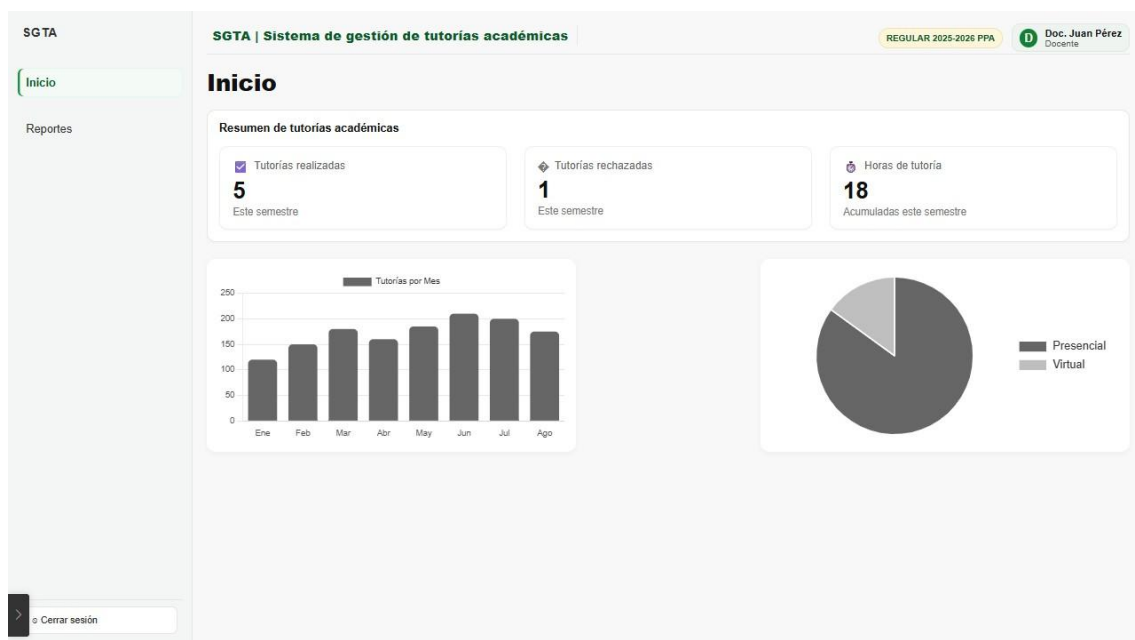 SGTA
SGTA | Sistema de gestión de tutorías académicas
REGULAR 2025-2026 PPA
D
Doc. Juan Pérez
Docente
Inicio
Reportes
Inicio
Resumen de tutorías académicas
Tutorías realizadas
5
Este semestre
Tutorías rechazadas
1
Este semestre
Horas de tutoría
18
Acumuladas este semestre
Tutorías por Mes
250
200
150
100
50
0
Ene Feb Mar Abr May Jun Jul Ago
Presencial
Virtual
Cerrar sesión